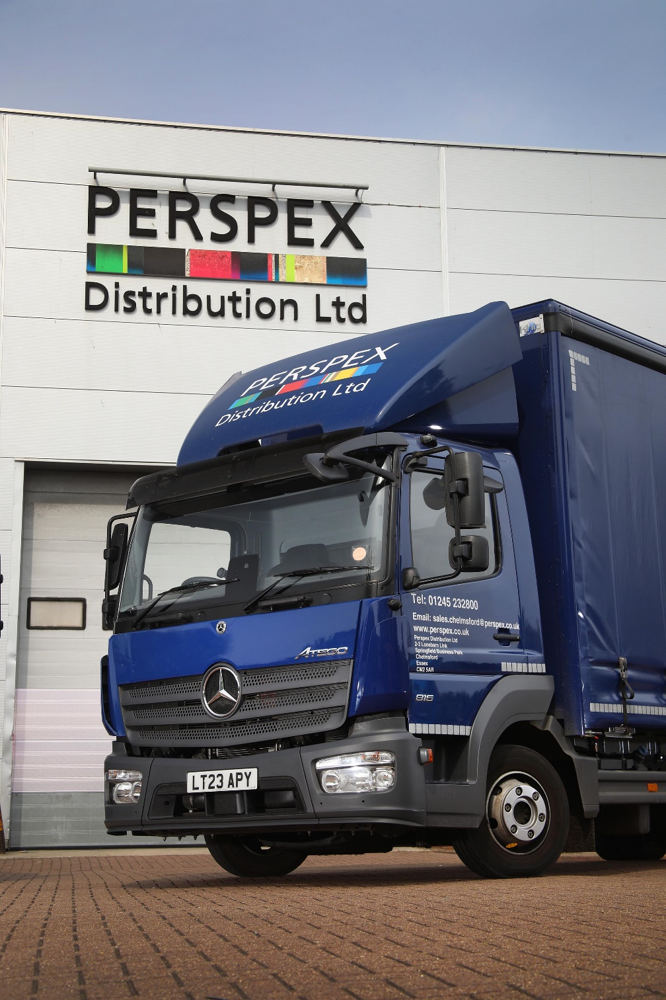 PERSPEX
Distribution Ltd
PERSPEX
Distribution Ltd
Tel: 01245 232800
Email: sales.chelmsford@perspex.co.uk
www.perspex.co.uk
Perspex Distribution Ltd
2-3 Lonebarn Link
Springfield Business Park
Chelmsford
Essex
CM2 5AR
ATEGO
816
LT23 APY